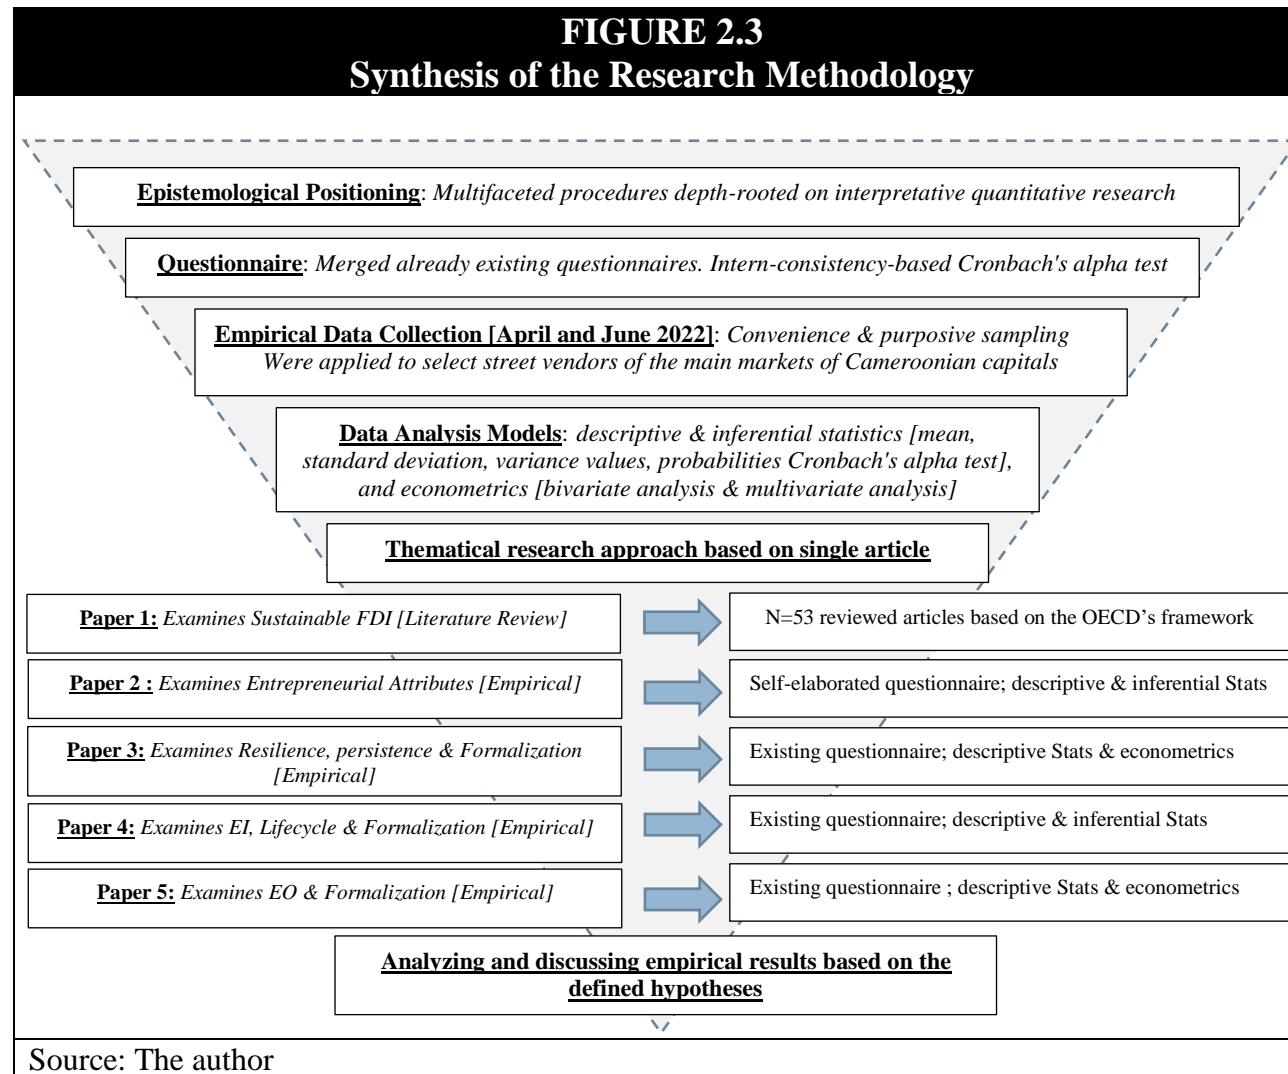 FIGURE 2.3
Synthesis of the Research Methodology
Epistemological Positioning: Multifaceted procedures depth-rooted on interpretative quantitative research
Questionnaire: Merged already existing questionnaires. Intern-consistency-based Cronbach's alpha test
Empirical Data Collection [April and June 2022]: Convenience & purposive sampling
Were applied to select street vendors of the main markets of Cameroonian capitals
Data Analysis Models: descriptive & inferential statistics [mean,
standard deviation, variance values, probabilities Cronbach's alpha test],
and econometrics [bivariate analysis & multivariate analysis]
Thematical research approach based on single article
Paper 1: Examines Sustainable FDI [Literature Review]
N=53 reviewed articles based on the OECD’s framework
Paper 2 : Examines Entrepreneurial Attributes [Empirical]
Self-elaborated questionnaire; descriptive & inferential Stats
Paper 3: Examines Resilience, persistence & Formalization
[Empirical]
Existing questionnaire; descriptive Stats & econometrics
Paper 4: Examines EI, Lifecycle & Formalization [Empirical]
Existing questionnaire; descriptive & inferential Stats
Paper 5: Examines EO & Formalization [Empirical]
Existing questionnaire ; descriptive Stats & econometrics
Analyzing and discussing empirical results based on the
defined hypotheses
Source: The author